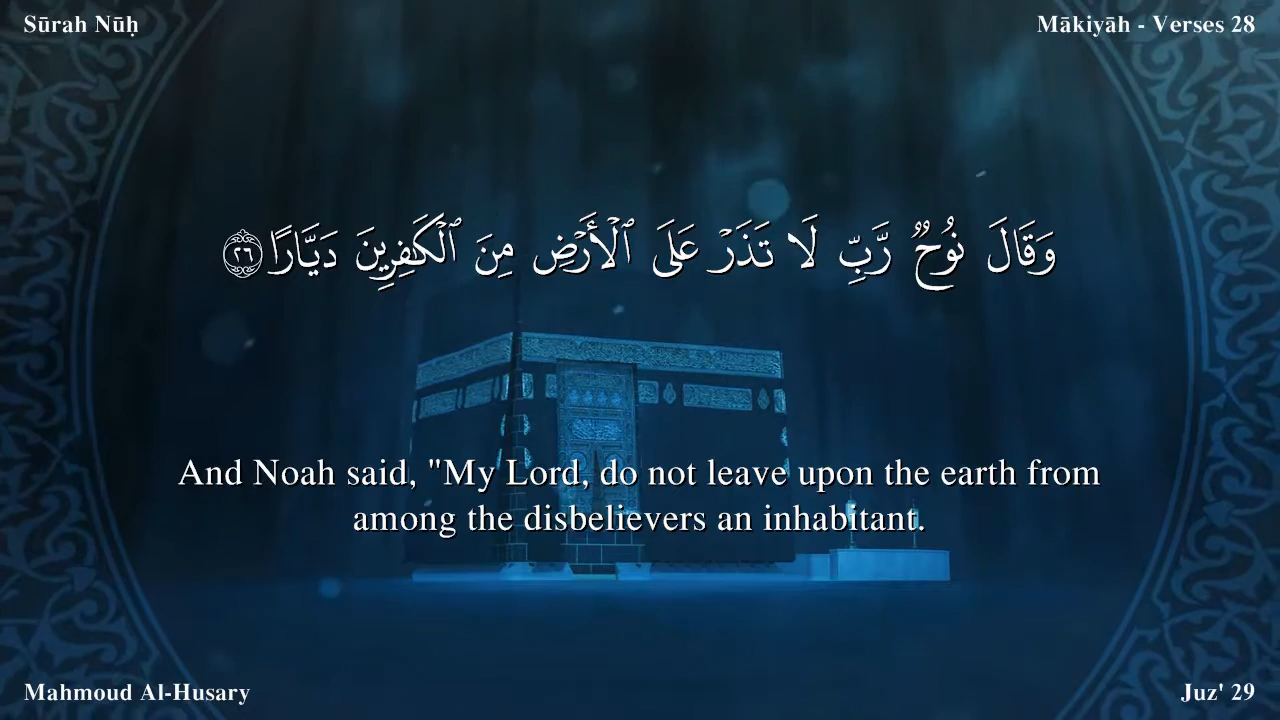 Sūrah Nūḥ
Mākiyāh - Verses 28
وَقَالَ نُوحٌ رَّبِّ لَا تَذَرْ عَلَى ٱلْأَرْضِ مِنَ ٱلْكَـٰفِرِينَ دَيَّارًا ٢٦
And Noah said, "My Lord, do not leave upon the earth from
among the disbelievers an inhabitant.
Mahmoud Al-Husary
Juz' 29